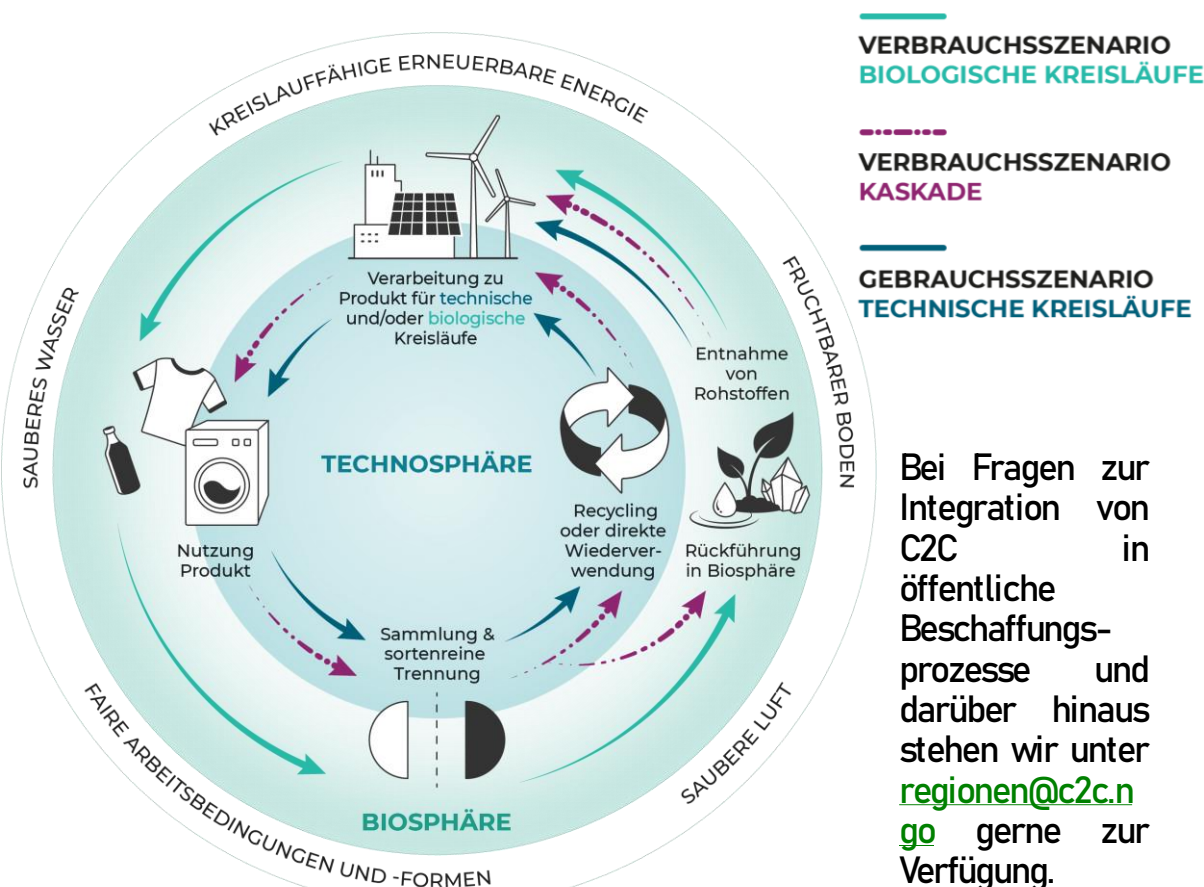 KREISLAUFFÄHIGE ERNEUERBARE ENERGIE
SAUBERES WASSER
FRUCHTBARER BODEN
FAIRE ARBEITSBEDINGUNGEN UND -FORMEN
SAUBERE LUFT
Verarbeitung zu
Produkt für technische
und/oder biologische
Kreisläufe
Entnahme
von
Rohstoffen
TECHNOSPHÄRE
Nutzung
Produkt
Recycling
oder direkte
Wiederver-
wendung
Rückführung
in Biosphäre
Sammlung &
sortenreine
Trennung
BIOSPHÄRE
VERBRAUCHSSZENARIO
BIOLOGISCHE KREISLÄUFE
VERBRAUCHSSZENARIO
KASKADE
GEBRAUCHSSZENARIO
TECHNISCHE KREISLÄUFE
Bei Fragen zur
Integration von
C2C in
öffentliche
Beschaffungs-
prozesse und
darüber hinaus
stehen wir unter
regionen@c2c.n
go gerne zur
Verfügung.